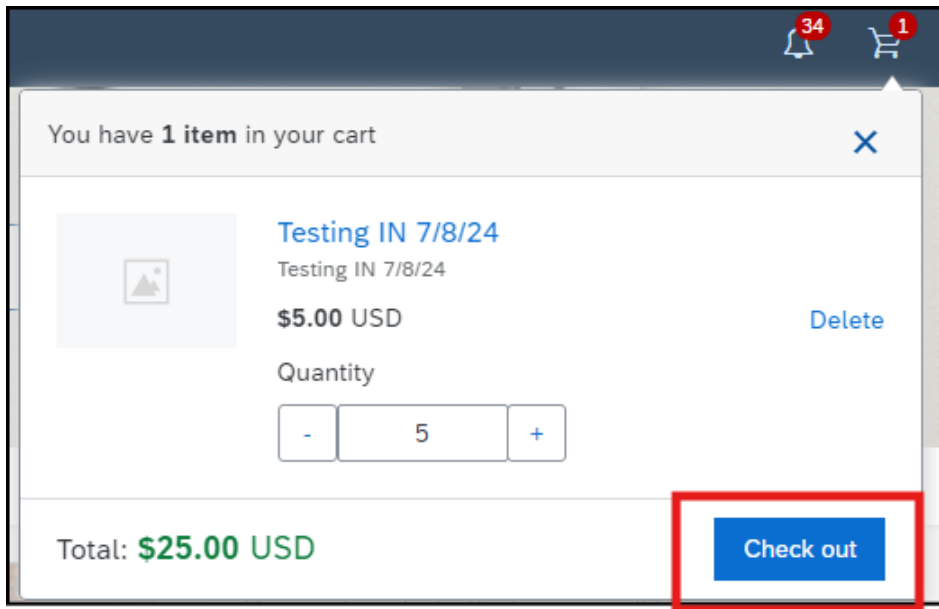 34 1
You have 1 item in your cart
Testing IN 7/8/24
Testing IN 7/8/24
$5.00 USD
Delete
Quantity
- 5 +
Total: $25.00 USD
Check out